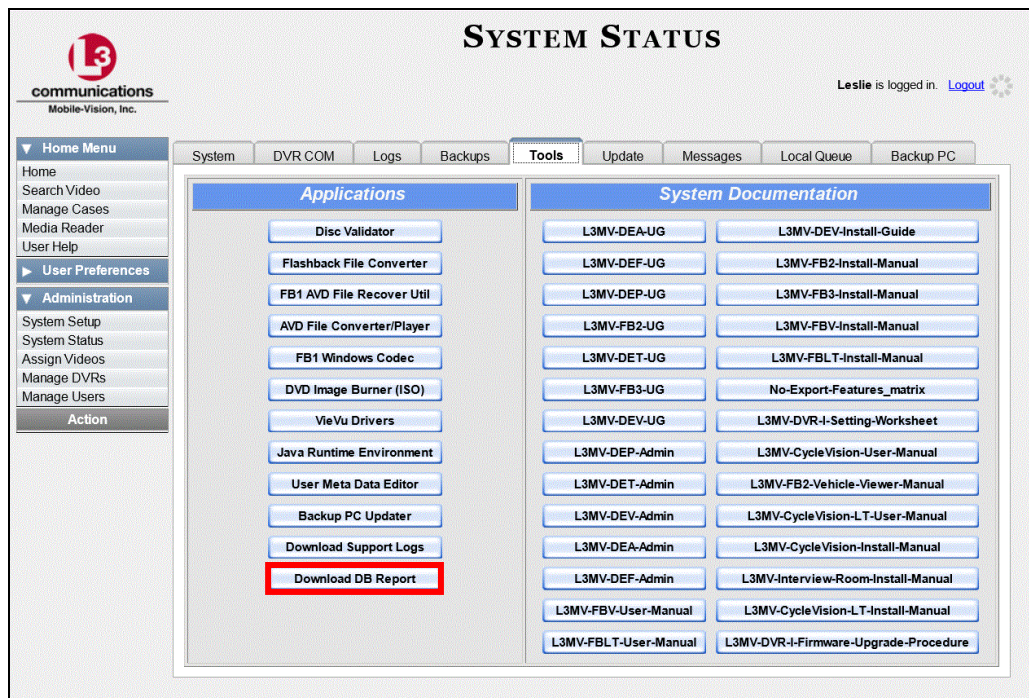 SYSTEM STATUS
L3
communications
Mobile-Vision, Inc.
Leslie is logged in. Logout
Home Menu
Home
Search Video
Manage Cases
Media Reader
User Help
User Preferences
Administration
System Setup
System Status
Assign Videos
Manage DVRs
Manage Users
Action
System
DVR COM
Logs
Backups
Tools
Update
Messages
Local Queue
Backup PC
Applications
Disc Validator
Flashback File Converter
FB1 AVD File Recover Util
AVD File Converter/Player
FB1 Windows Codec
DVD Image Burner (ISO)
VieVu Drivers
Java Runtime Environment
User Meta Data Editor
Backup PC Updater
Download Support Logs
Download DB Report
System Documentation
L3MV-DEA-UG
L3MV-DEF-UG
L3MV-DEP-UG
L3MV-FB2-UG
L3MV-DET-UG
L3MV-FB3-UG
L3MV-DEV-UG
L3MV-DEP-Admin
L3MV-DET-Admin
L3MV-DEV-Admin
L3MV-DEA-Admin
L3MV-DEF-Admin
L3MV-FBV-User-Manual
L3MV-FBLT-User-Manual
L3MV-DEV-Install-Guide
L3MV-FB2-Install-Manual
L3MV-FB3-Install-Manual
L3MV-FBV-Install-Manual
L3MV-FBLT-Install-Manual
No-Export-Features_matrix
L3MV-DVR-I-Setting-Worksheet
L3MV-CycleVision-User-Manual
L3MV-FB2-Vehicle-Viewer-Manual
L3MV-CycleVision-LT-User-Manual
L3MV-CycleVision-Install-Manual
L3MV-Interview-Room-Install-Manual
L3MV-CycleVision-LT-Install-Manual
L3MV-DVR-I-Firmware-Upgrade-Procedure